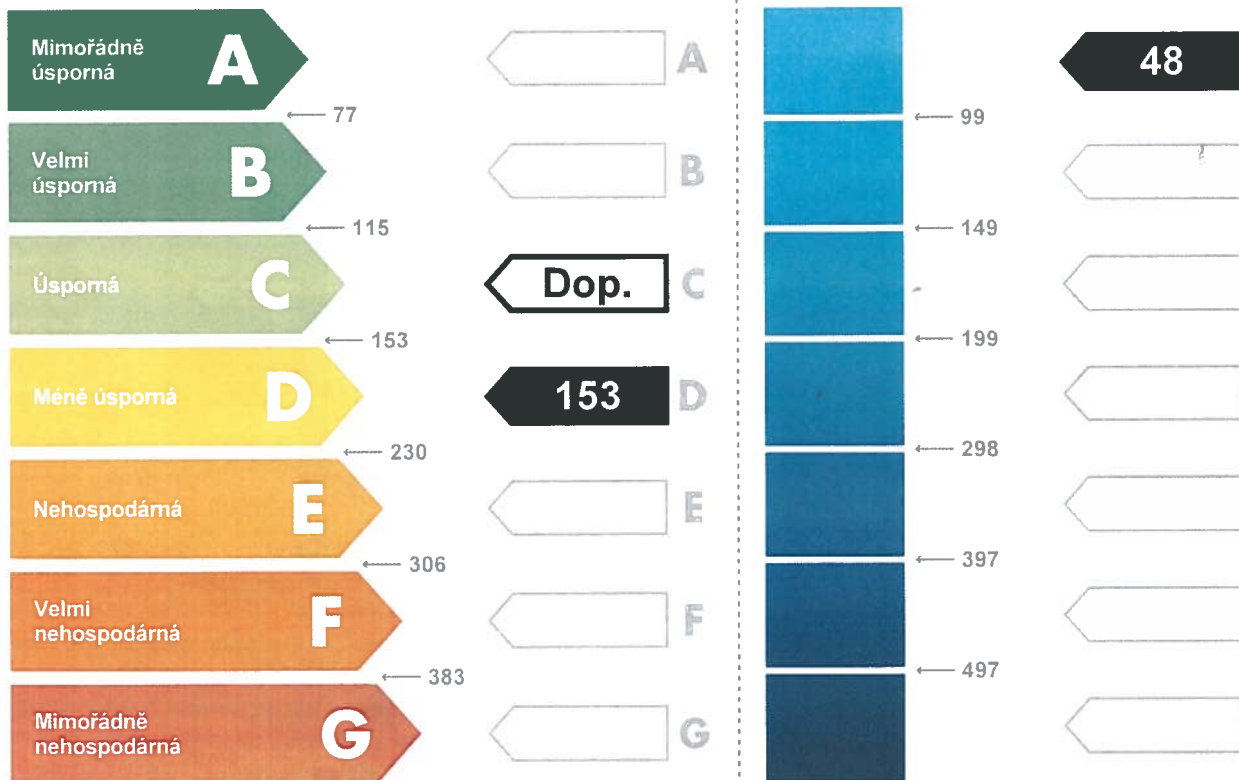 Mimořádně
úsporná
A
A
48
← 77
← 99
Velmi
úsporná
B
B
← 115
← 149
Úsporná
C
Dop.
C
← 153
← 199
Méně úsporná
D
153
D
← 230
← 298
Nehospodárná
E
E
← 306
← 397
Velmi
nehospodárná
F
F
← 383
← 497
Mimořádně
nehospodárná
G
G